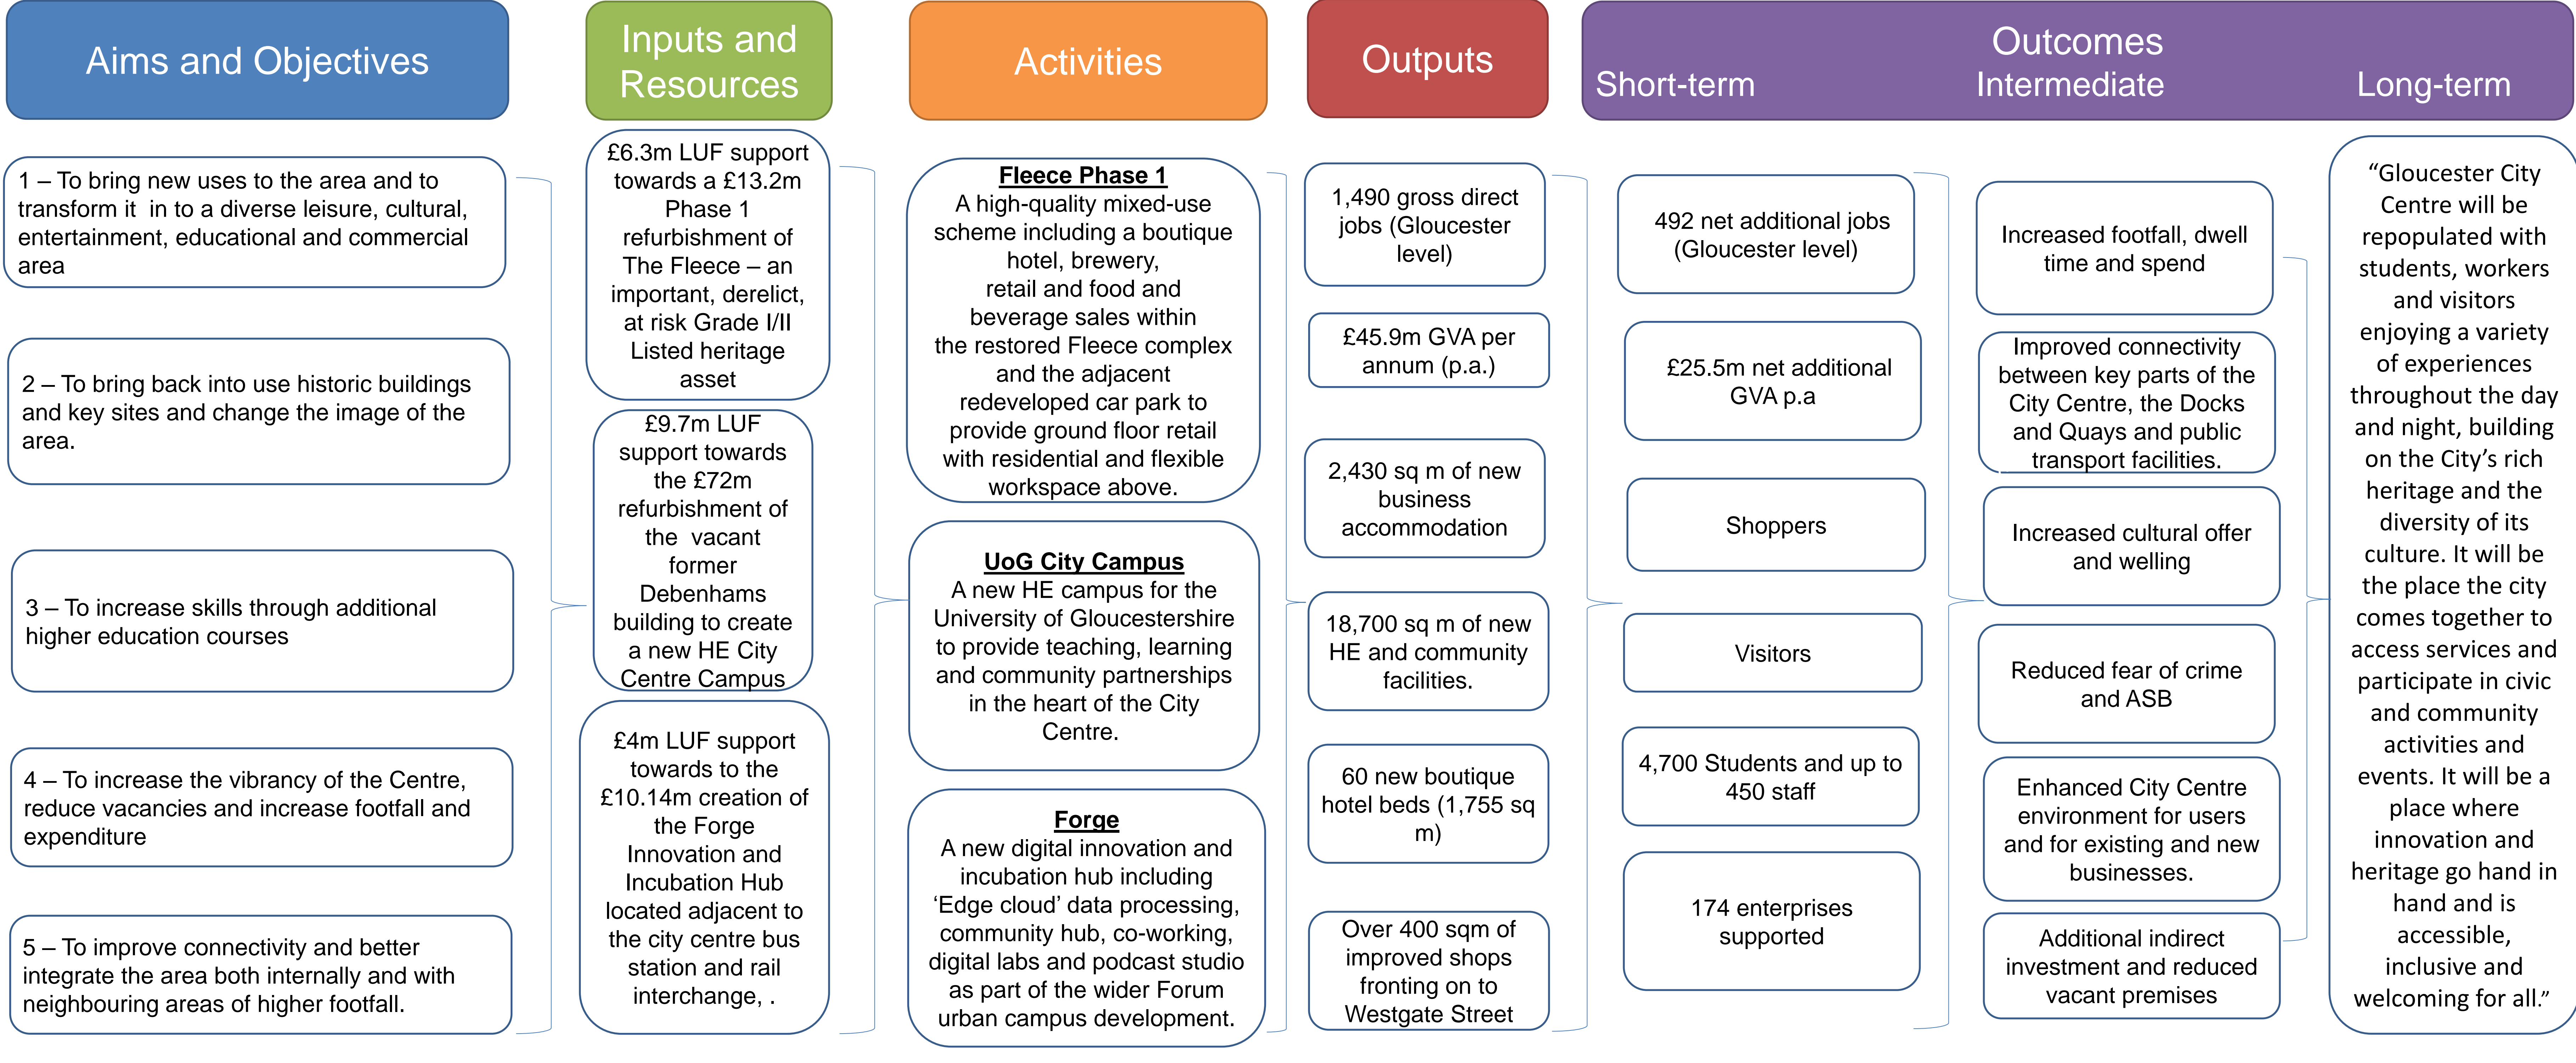 Aims and Objectives
Inputs and
Resources
Activities
Outputs
Outcomes
Short-term
Intermediate
Long-term
1 – To bring new uses to the area and to
transform it in to a diverse leisure, cultural,
entertainment, educational and commercial
area
2 – To bring back into use historic buildings
and key sites and change the image of the
area.
3 – To increase skills through additional
higher education courses
4 – To increase the vibrancy of the Centre,
reduce vacancies and increase footfall and
expenditure
5 – To improve connectivity and better
integrate the area both internally and with
neighbouring areas of higher footfall.
£6.3m LUF support
towards a £13.2m
Phase 1
refurbishment of
The Fleece – an
important, derelict,
at risk Grade I/II
Listed heritage
asset
£9.7m LUF
support towards
the £72m
refurbishment of
the vacant
former
Debenhams
building to create
a new HE City
Centre Campus
£4m LUF support
towards to the
£10.14m creation of
the Forge
Innovation and
Incubation Hub
located adjacent to
the city centre bus
station and rail
interchange, .
Fleece Phase 1
A high-quality mixed-use
scheme including a boutique
hotel, brewery,
retail and food and
beverage sales within
the restored Fleece complex
and the adjacent
redeveloped car park to
provide ground floor retail
with residential and flexible
workspace above.
UoG City Campus
A new HE campus for the
University of Gloucestershire
to provide teaching, learning
and community partnerships
in the heart of the City
Centre.
Forge
A new digital innovation and
incubation hub including
‘Edge cloud’ data processing,
community hub, co-working,
digital labs and podcast studio
as part of the wider Forum
urban campus development.
1,490 gross direct
jobs (Gloucester
level)
£45.9m GVA per
annum (p.a.)
2,430 sq m of new
business
accommodation
18,700 sq m of new
HE and community
facilities.
60 new boutique
hotel beds (1,755 sq
m)
Over 400 sqm of
improved shops
fronting on to
Westgate Street
492 net additional jobs
(Gloucester level)
£25.5m net additional
GVA p.a
Shoppers
Visitors
4,700 Students and up to
450 staff
174 enterprises
supported
Increased footfall, dwell
time and spend
Improved connectivity
between key parts of the
City Centre, the Docks
and Quays and public
transport facilities.
Increased cultural offer
and welling
Reduced fear of crime
and ASB
Enhanced City Centre
environment for users
and for existing and new
businesses.
Additional indirect
investment and reduced
vacant premises
“Gloucester City
Centre will be
repopulated with
students, workers
and visitors
enjoying a variety
of experiences
throughout the day
and night, building
on the City’s rich
heritage and the
diversity of its
culture. It will be
the place the city
comes together to
access services and
participate in civic
and community
activities and
events. It will be a
place where
innovation and
heritage go hand in
hand and is
accessible,
inclusive and
welcoming for all.”